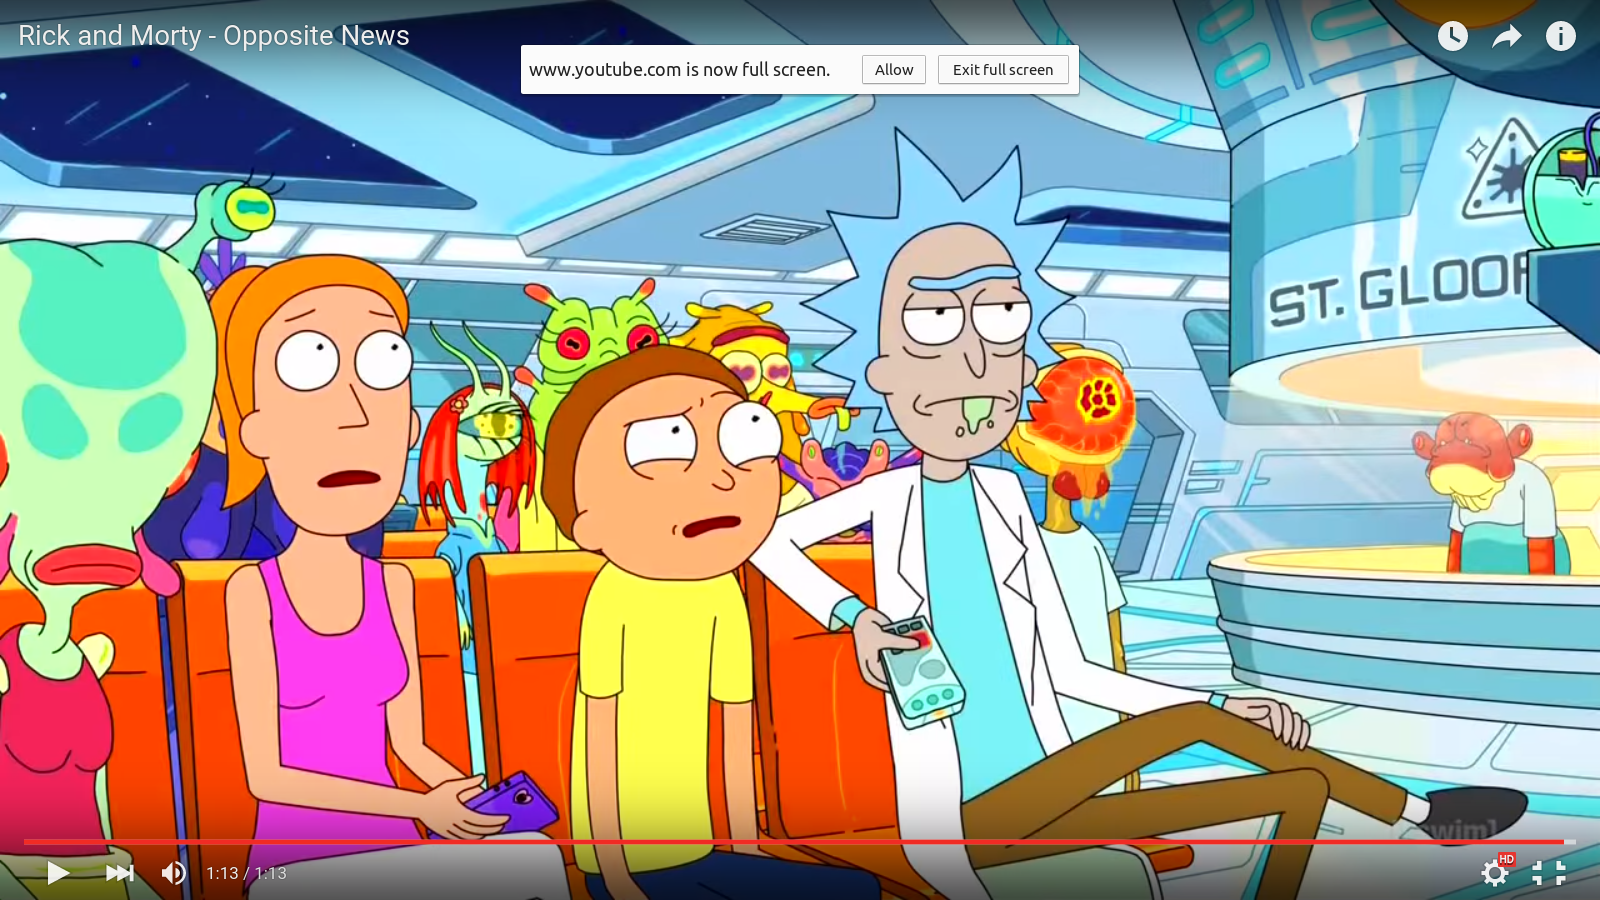 Rick and Morty - Opposite News
www.youtube.com is now full screen.
Allow
Exit full screen
ST. GLOOP
swim]
1:13 / 1:13
HD